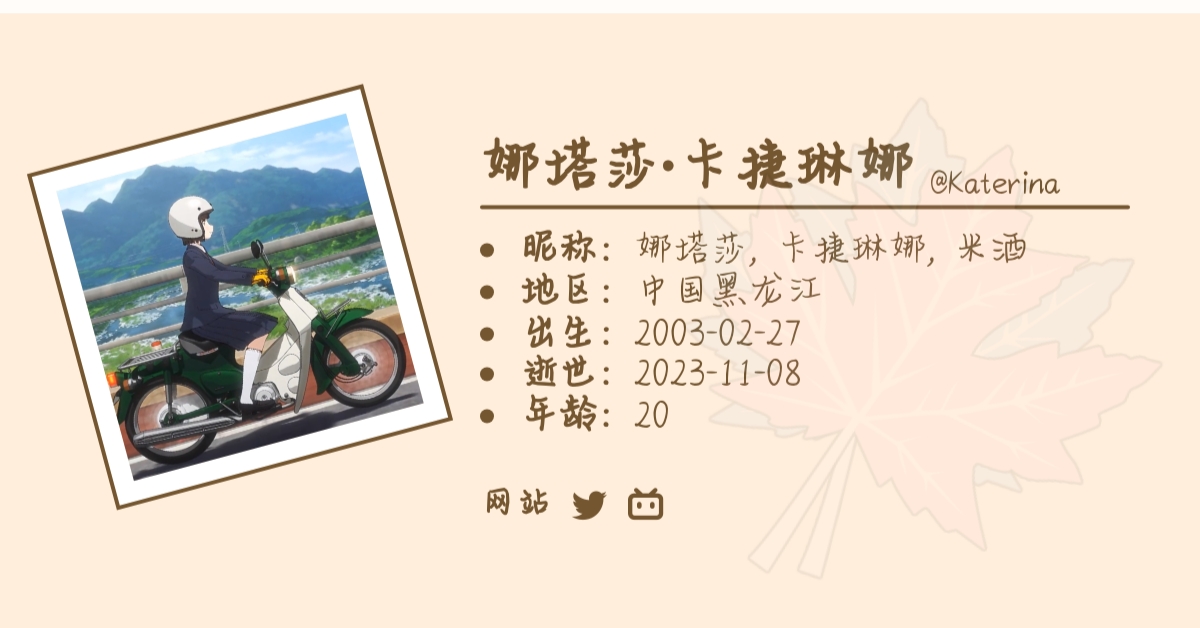 娜塔莎·卡捷琳娜 @Katerina
昵称：娜塔莎，卡捷琳娜，米酒
地区：中国黑龙江
出生：2003-02-27
逝世：2023-11-08
年龄：20
网站